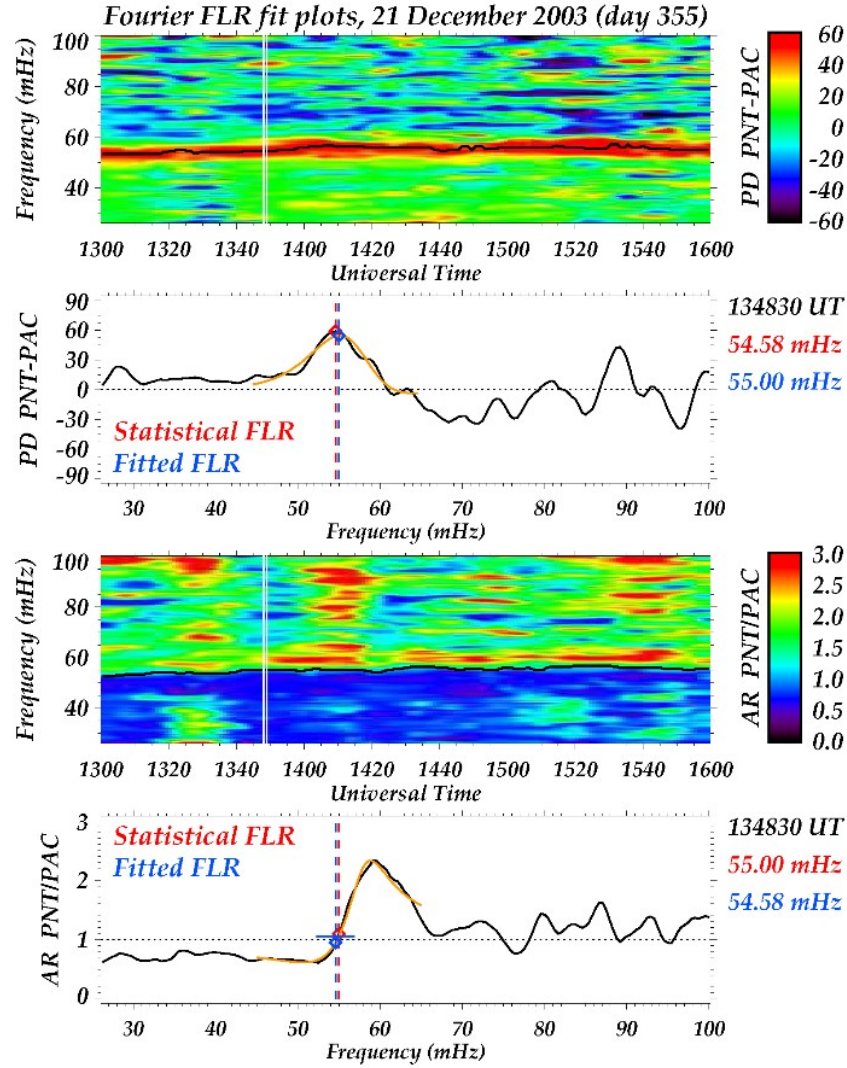 Fourier FLR fit plots, 21 December 2003 (day 355)
Frequency (mHz)
100
80
60
40
1300 1320 1340 1400 1420 1440 1500 1520 1540 1600
Universal Time
PD PNT-PAC
60
40
20
0
-20
-40
-60
PD PNT-PAC
90
60
30
0
-30
-60
-90
Statistical FLR
Fitted FLR
30 40 50 60 70 80 90 100
Frequency (mHz)
134830 UT
54.58 mHz
55.00 mHz
Frequency (mHz)
100
80
60
40
1300 1320 1340 1400 1420 1440 1500 1520 1540 1600
Universal Time
AR PNT/PAC
3.0
2.5
2.0
1.5
1.0
0.5
0.0
AR PNT/PAC
3
2
1
0
Statistical FLR
Fitted FLR
30 40 50 60 70 80 90 100
Frequency (mHz)
134830 UT
55.00 mHz
54.58 mHz